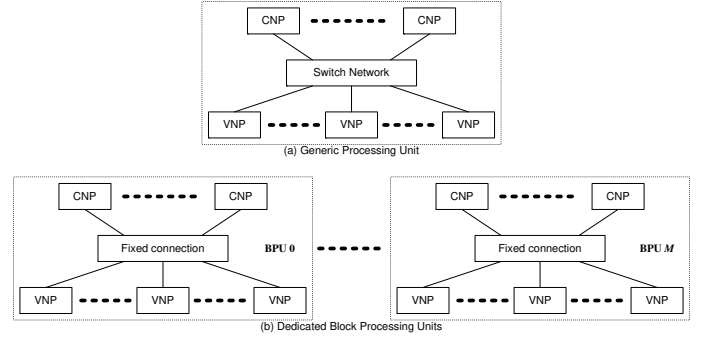 CNP CNP
Switch Network
VNP VNP VNP
(a) Generic Processing Unit
CNP CNP CNP CNP
Fixed connection BPU 0 Fixed connection BPU M
VNP VNP VNP VNP VNP VNP
(b) Dedicated Block Processing Units